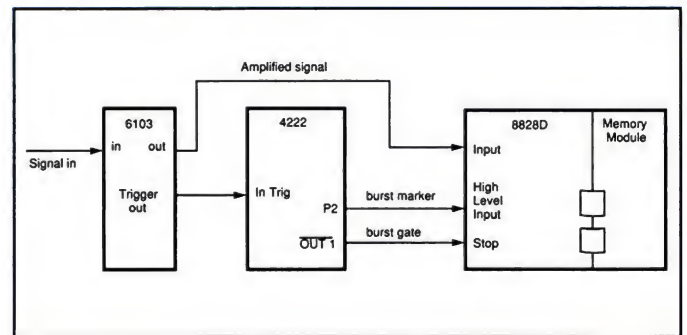 Amplified signal
6103
4222
8828D
Memory
Module
in
out
Signal in
Input
Trigger
out
In Trig
High
Level
Input
P2
burst marker
OUT 1
burst gate
Stop